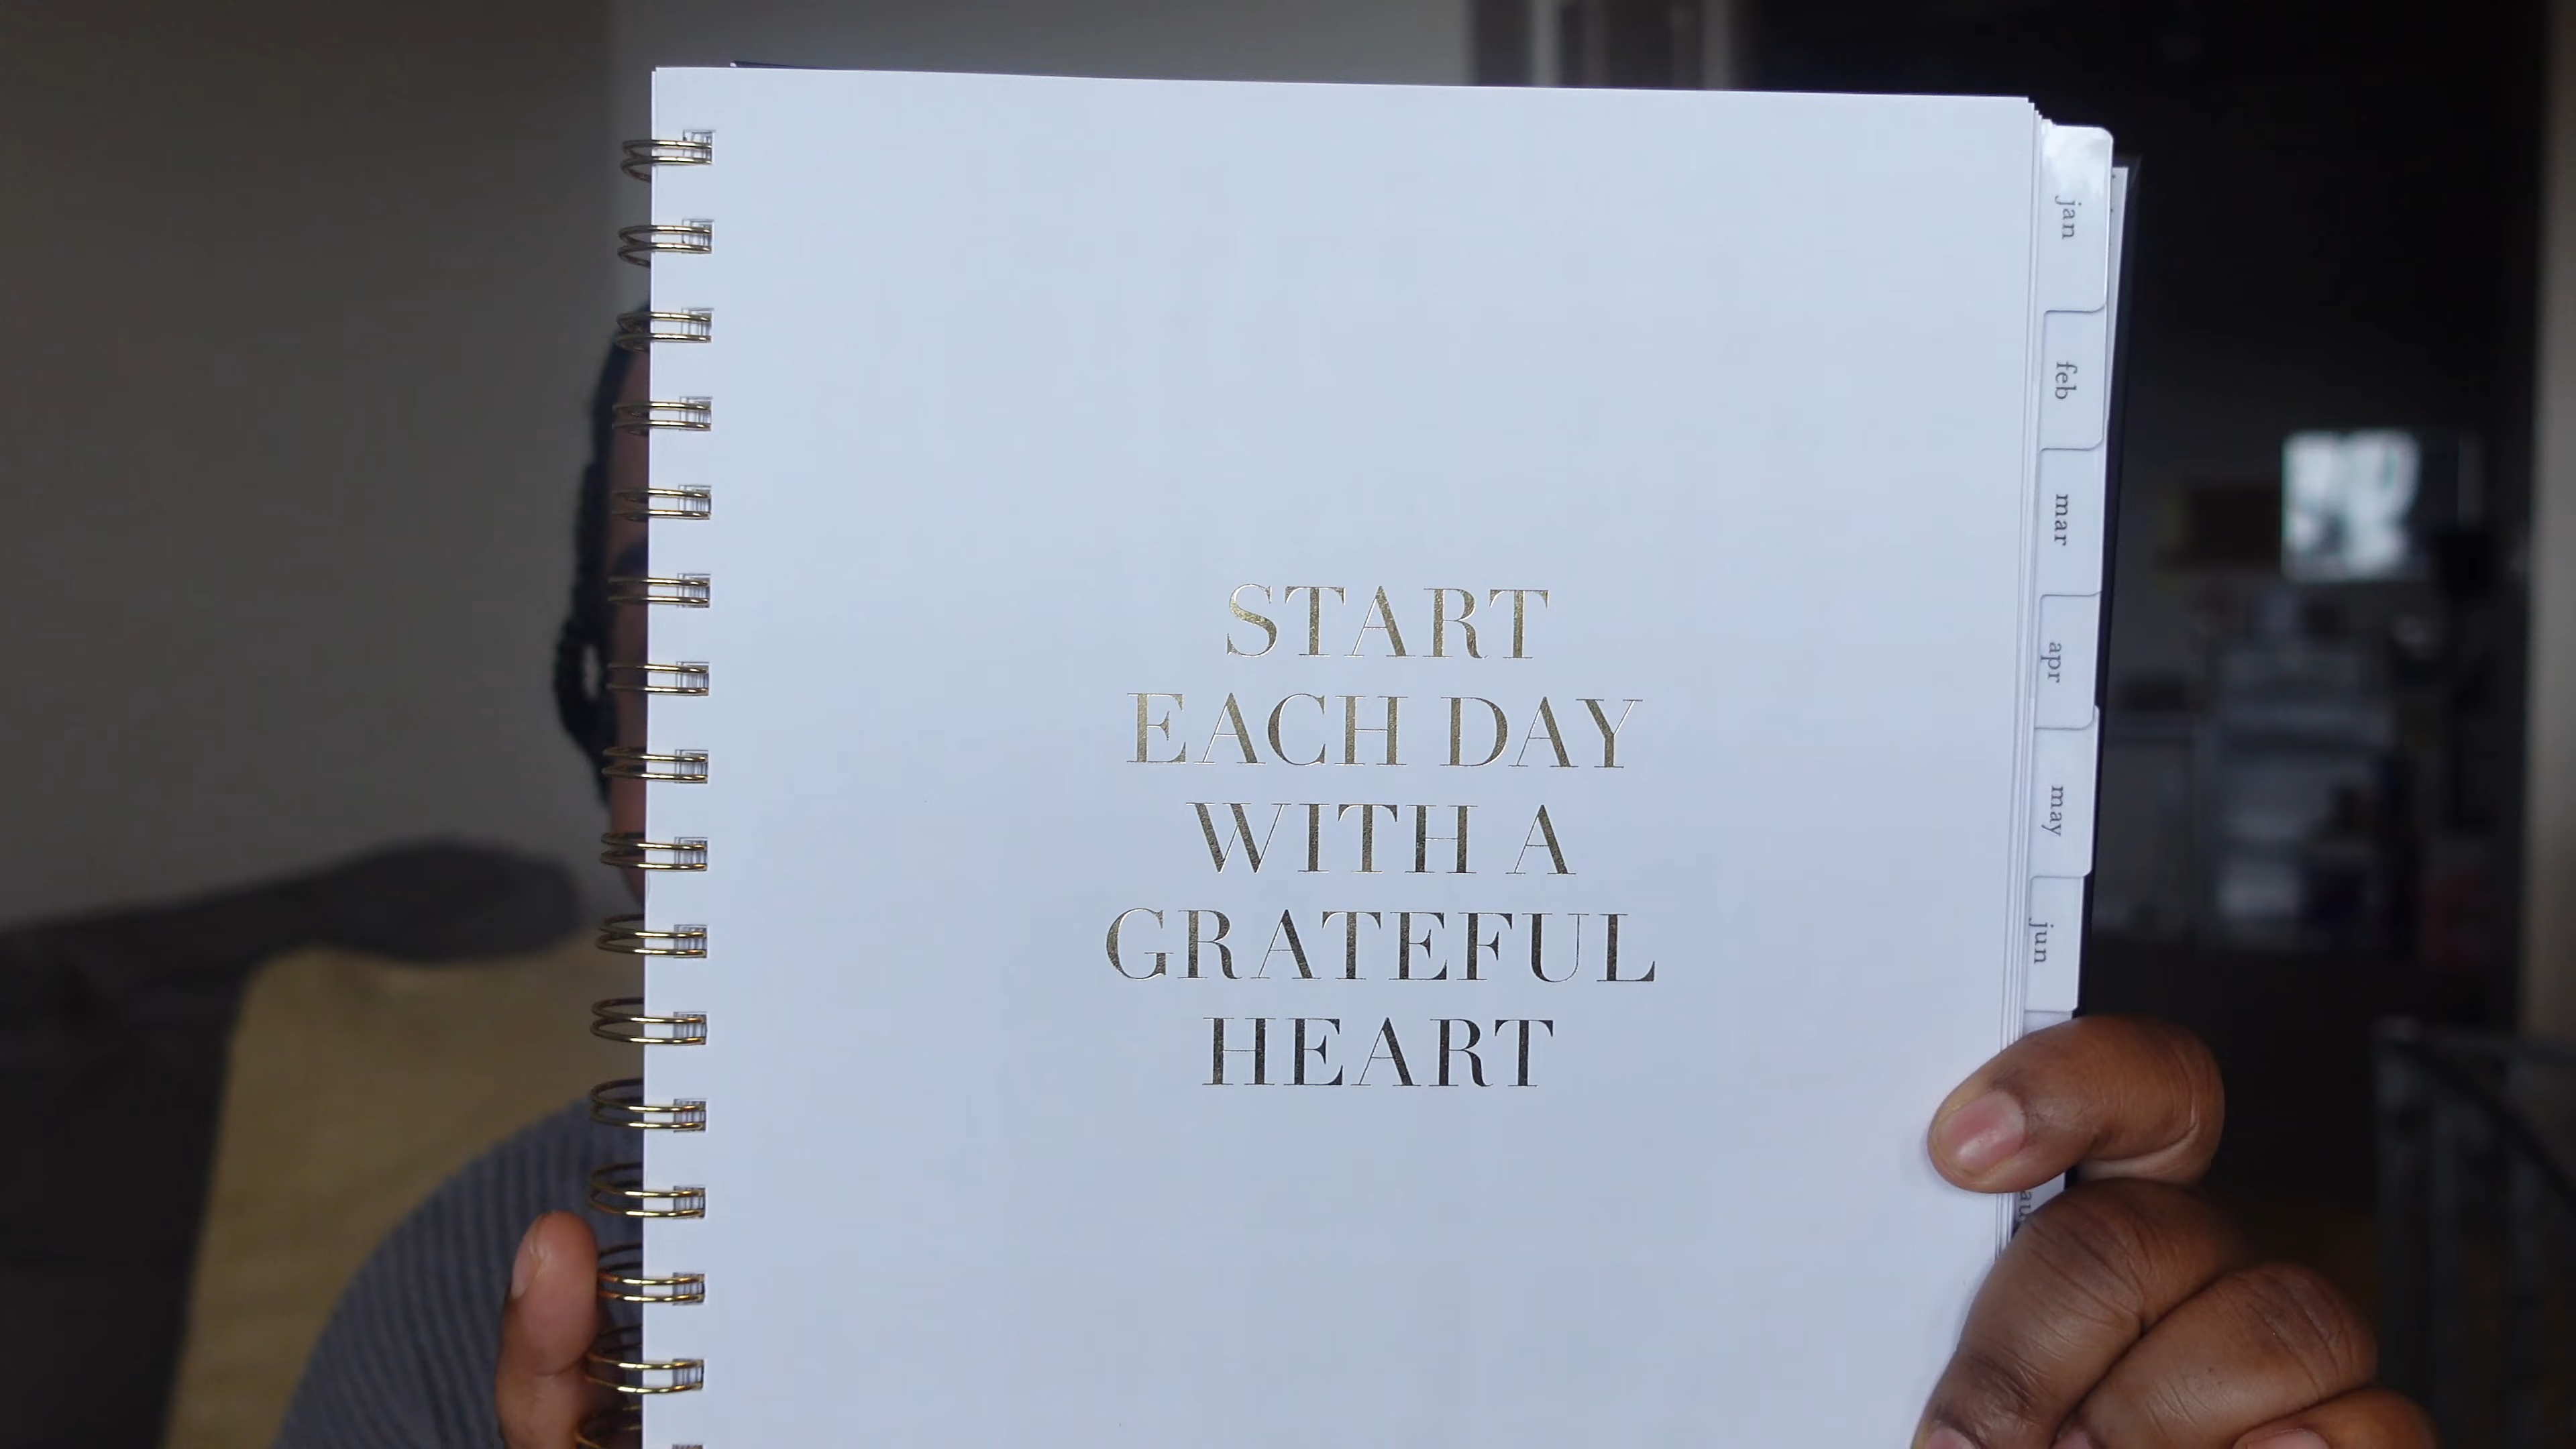 START
EACH DAY
WITH A
GRATEFUL
HEART
jan
feb
mar
apr
may
jun